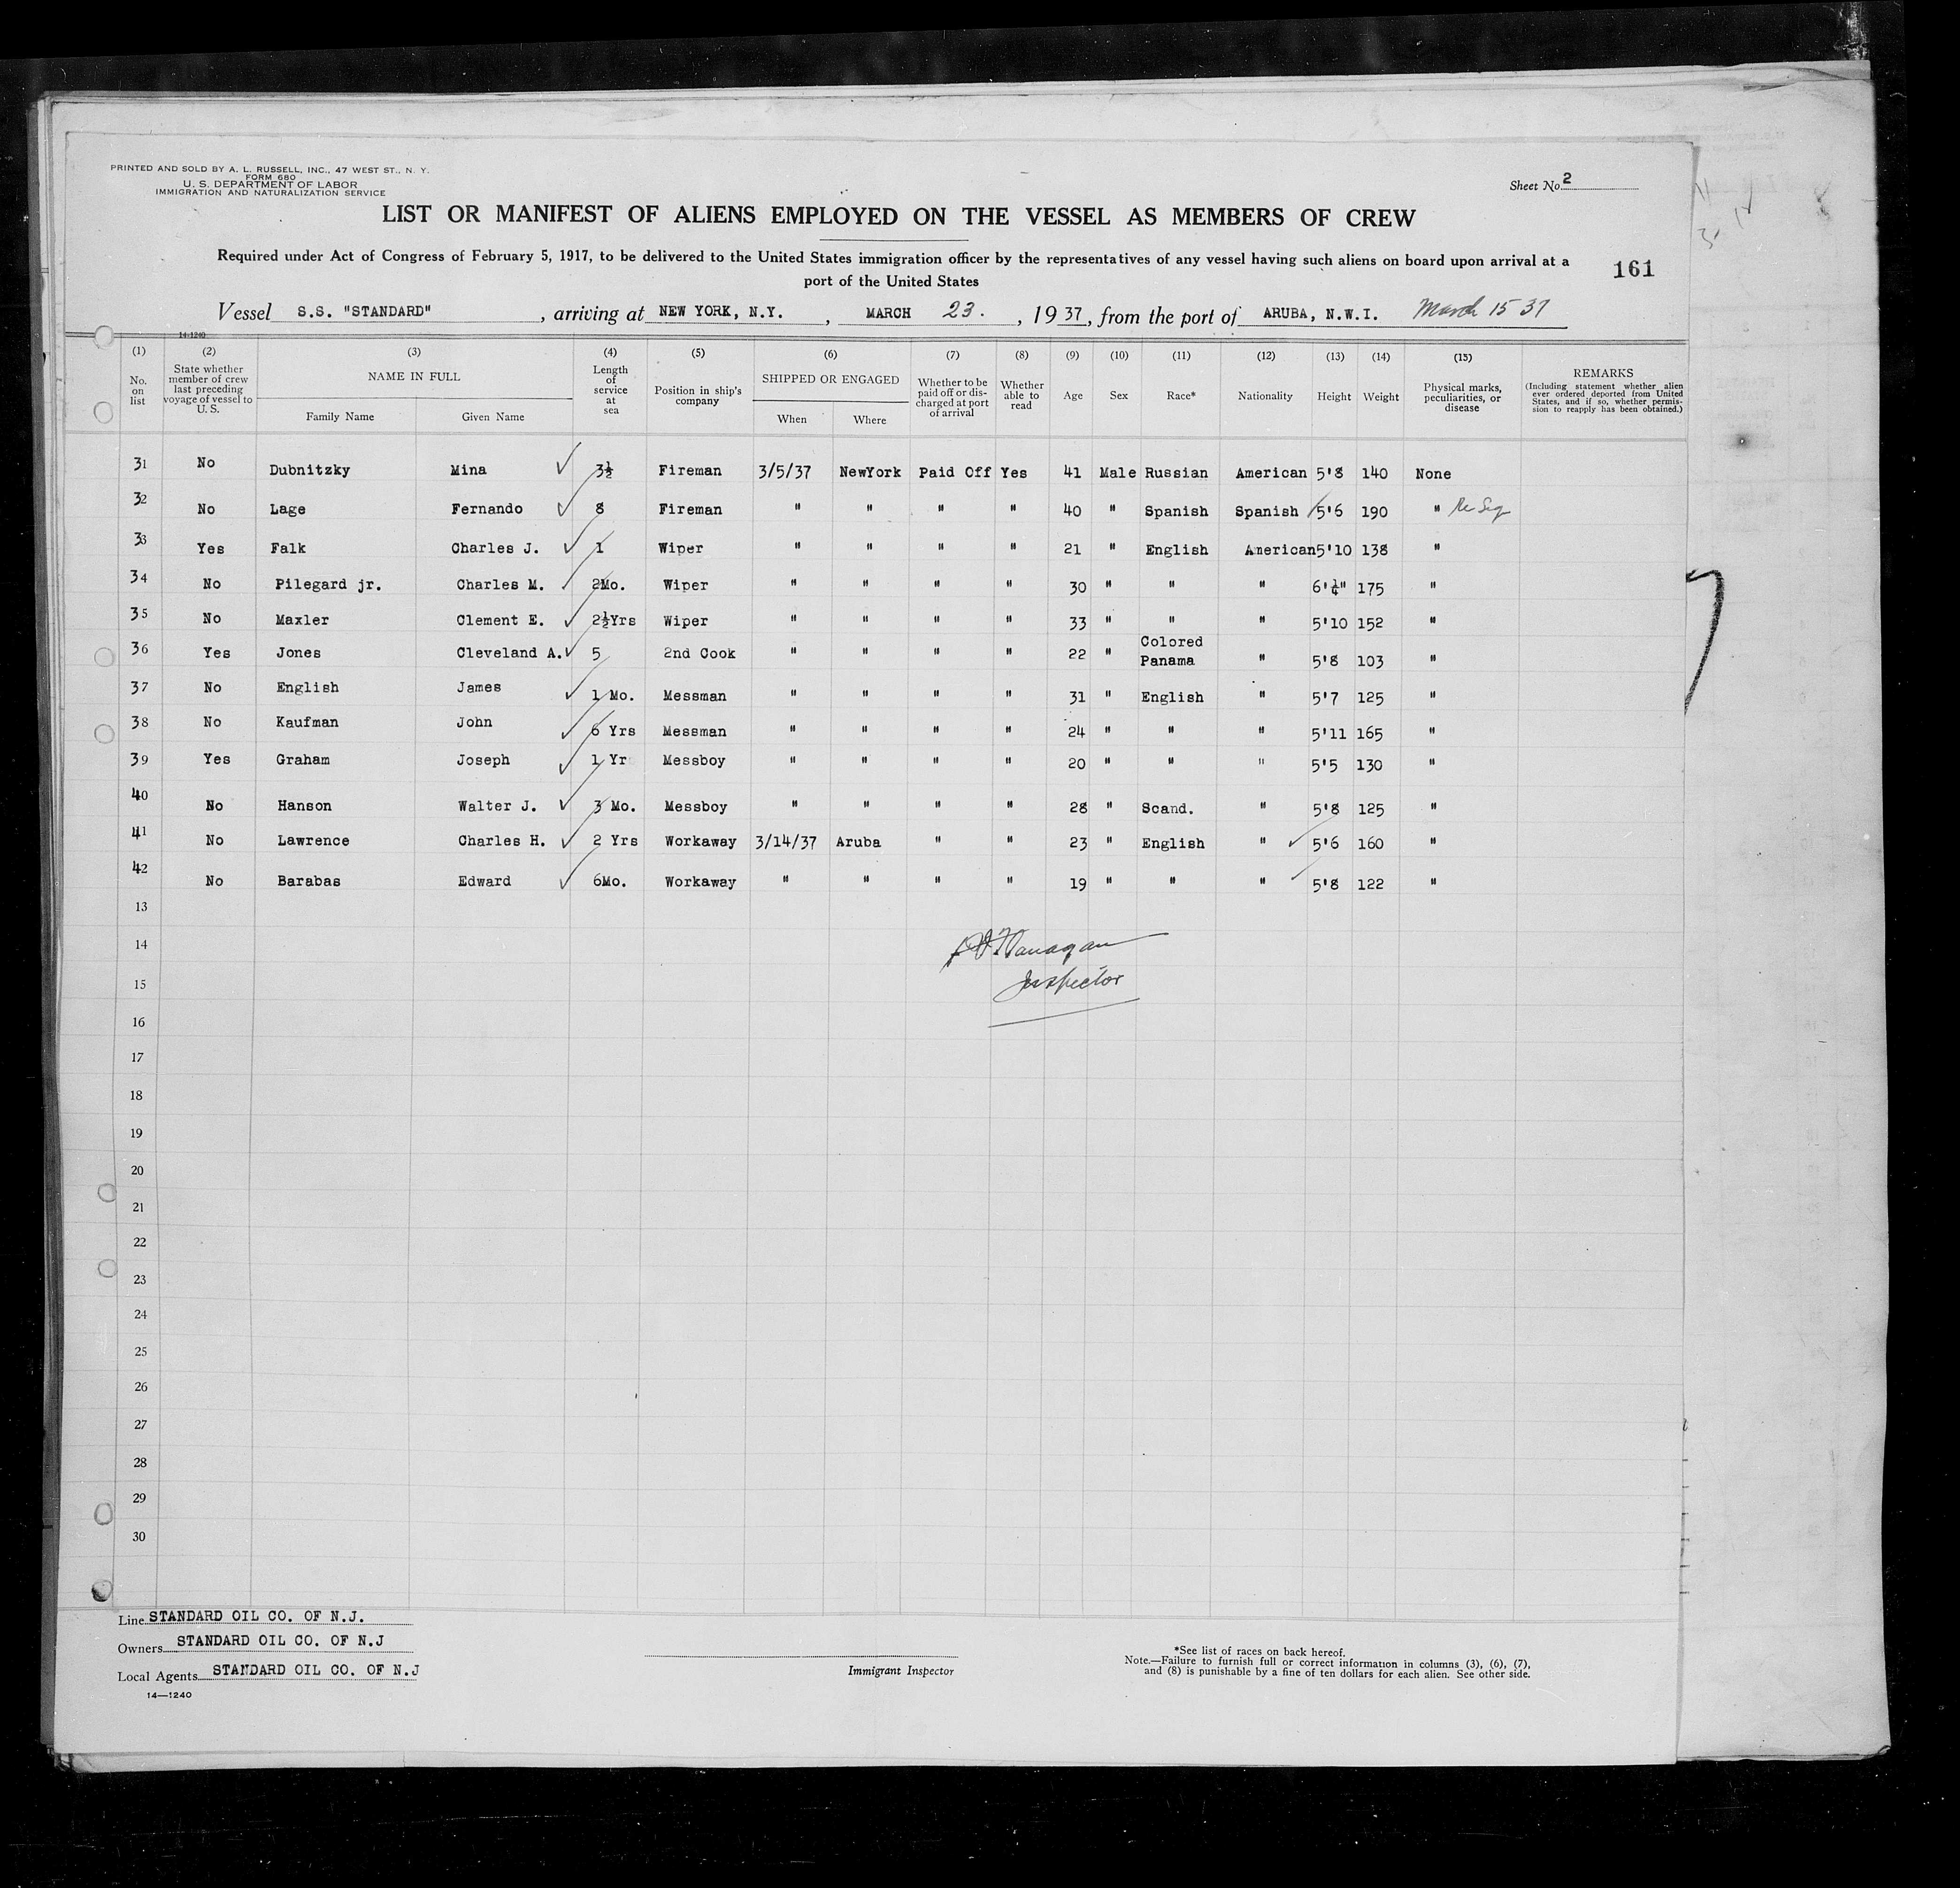 PRINTED AND SOLD BY A. L. RUSSELL, INC., 47 WEST ST., N. Y.
FORM 680
U. S. DEPARTMENT OF LABOR
IMMIGRATION AND NATURALIZATION SERVICE
Sheet No. 2
LIST OR MANIFEST OF ALIENS EMPLOYED ON THE VESSEL AS MEMBERS OF CREW
Required under Act of Congress of February 5, 1917, to be delivered to the United States immigration officer by the representatives of any vessel having such aliens on board upon arrival at a
port of the United States
161
Vessel S.S. "STANDARD", arriving at NEW YORK, N.Y., MARCH 23., 1937, from the port of ARUBA, N.W.I. March 15 37
14-1240
(1) (2) (3) (4) (5) (6) (7) (8) (9) (10) (11) (12) (13) (14) (15)
No. on list
State whether member of crew last preceding voyage of vessel to U. S.
NAME IN FULL
Family Name
Given Name
Length of service at sea
Position in ship's company
SHIPPED OR ENGAGED
When
Where
Whether to be paid off or discharged at port of arrival
Whether able to read
Age
Sex
Race*
Nationality
Height
Weight
Physical marks, peculiarities, or disease
REMARKS
(Including statement whether alien ever ordered deported from United States, and if so, whether permission to reapply has been obtained.)
31 No Dubnitzky Mina ✓ 3½ Fireman 3/5/37 NewYork Paid Off Yes 41 Male Russian American 5'8 140 None
32 No Lage Fernando ✓ 8 Fireman " " " " 40 " Spanish Spanish 5'6 190 "
33 Yes Falk Charles J. ✓ 1 Wiper " " " " 21 " English American 5'10 138 "
34 No Pilegard jr. Charles M. ✓ 2Mo. Wiper " " " " 30 " " " 6'¼" 175 "
35 No Maxler Clement E. ✓ 2½Yrs Wiper " " " " 33 " " " 5'10 152 "
36 Yes Jones Cleveland A. ✓ 5 2nd Cook " " " " 22 " Colored Panama " 5'8 103 "
37 No English James ✓ 1 Mo. Messman " " " " 31 " English " 5'7 125 "
38 No Kaufman John ✓ 6 Yrs Messman " " " " 24 " " " 5'11 165 "
39 Yes Graham Joseph ✓ 1 Yr Messboy " " " " 20 " " " 5'5 130 "
40 No Hanson Walter J. ✓ 3 Mo. Messboy " " " " 28 " Scand. " 5'8 125 "
41 No Lawrence Charles H. ✓ 2 Yrs Workaway 3/14/37 Aruba " " 23 " English " ✓ 5'6 160 "
42 No Barabas Edward ✓ 6Mo. Workaway " " " " 19 " " " ✓ 5'8 122 "
13
14
15
Inspector
16
17
18
19
20
21
22
23
24
25
26
27
28
29
30
Line STANDARD OIL CO. OF N.J.
Owners STANDARD OIL CO. OF N.J
Local Agents STANDARD OIL CO. OF N.J
14—1240
Immigrant Inspector
*See list of races on back hereof.
Note.—Failure to furnish full or correct information in columns (3), (6), (7),
and (8) is punishable by a fine of ten dollars for each alien. See other side.